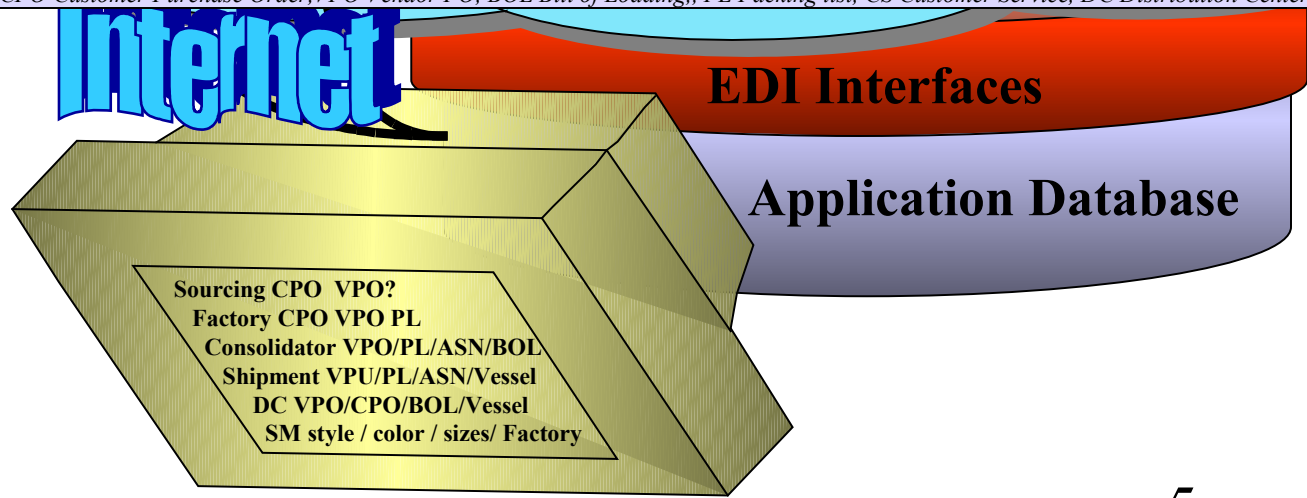 CPO Customer Purchase Order, VPO Vendor PO, BOL Bill of Loading,, PL Packing list, CS Customer Service, DC Distribution Center
Internet
EDI Interfaces
Application Database
Sourcing CPO VPO?
Factory CPO VPO PL
Consolidator VPO/PL/ASN/BOL
Shipment VPU/PL/ASN/Vessel
DC VPO/CPO/BOL/Vessel
SM style / color / sizes/ Factory